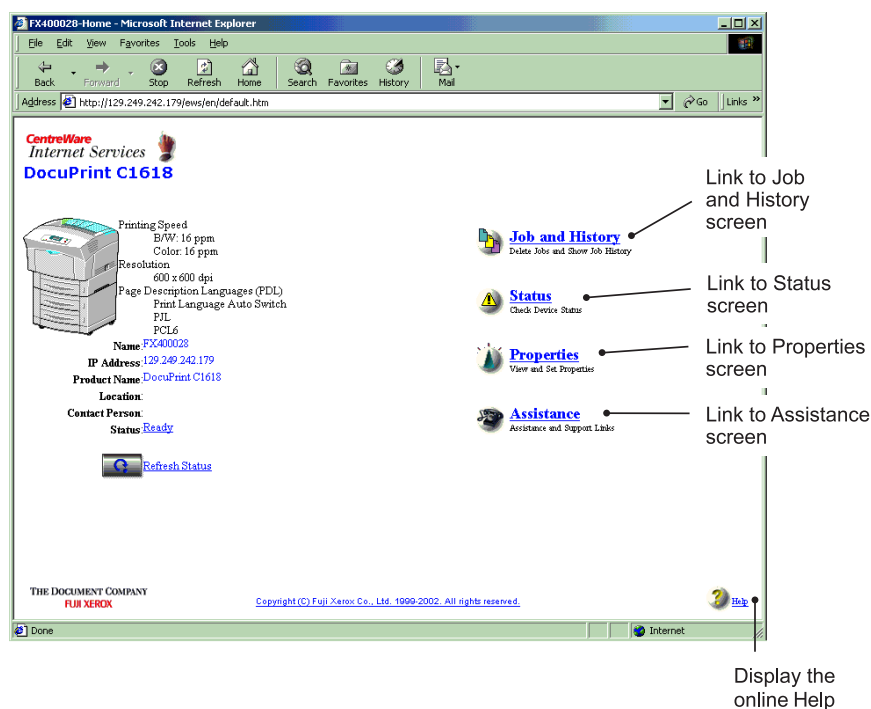 FX400028-Home - Microsoft Internet Explorer
File Edit View Favorites Tools Help
Back Forward Stop Refresh Home Search Favorites History Mail
Address http://129.249.242.179/ews/en/default.htm Go Links »
CentreWare
Internet Services
DocuPrint C1618
Printing Speed
B/W: 16 ppm
Color: 16 ppm
Resolution
600 x 600 dpi
Page Description Languages (PDL)
Print Language Auto Switch
PJL
PCL6
Name: FX400028
IP Address: 129.249.242.179
Product Name: DocuPrint C1618
Location:
Contact Person:
Status: Ready
Refresh Status
Job and History
Delete Jobs and Show Job History
Status
Check Device Status
Properties
View and Set Properties
Assistance
Assistance and Support Links
Link to Job
and History
screen
Link to Status
screen
Link to Properties
screen
Link to Assistance
screen
THE DOCUMENT COMPANY
FUJI XEROX
Copyright (C) Fuji Xerox Co., Ltd. 1999-2002. All rights reserved.
Help
Done Internet
Display the
online Help